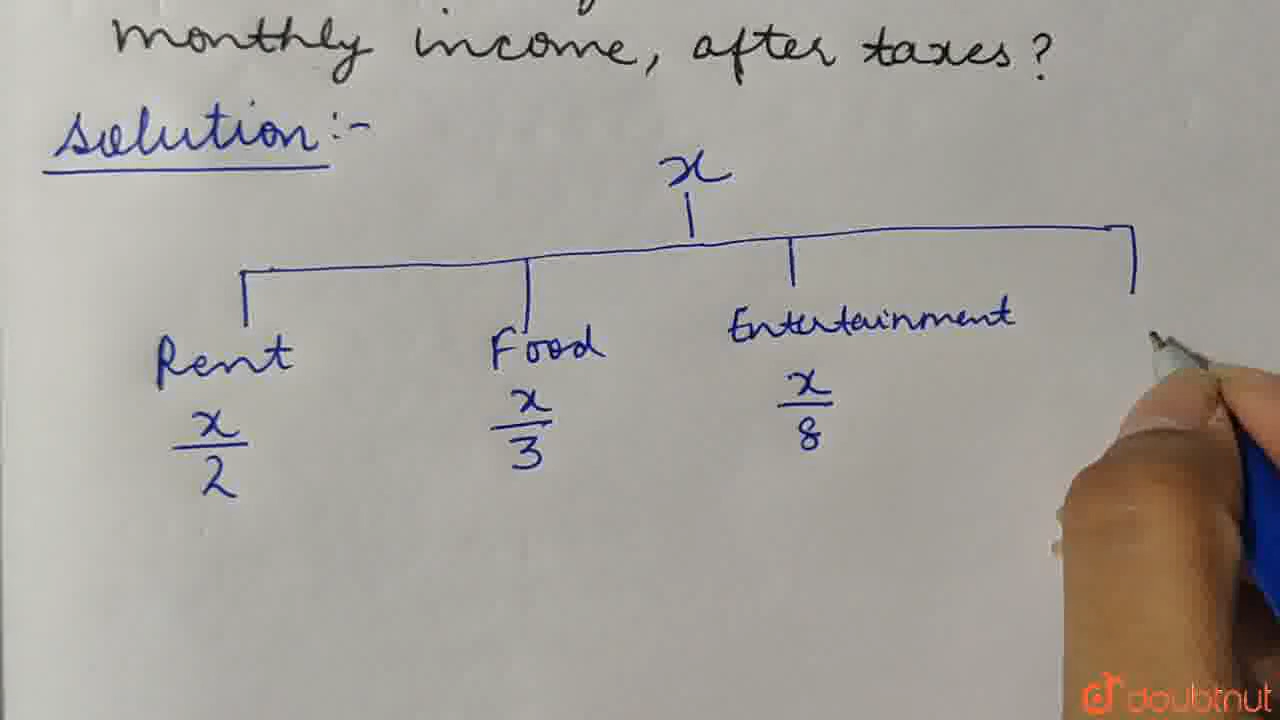 monthly income, after taxes?
Solution :-
x
Rent Food Entertainment
x/2 x/3 x/8
doubtnut